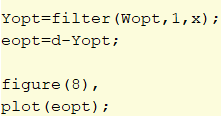 Yopt=filter(Wopt,1,x);
eopt=d-Yopt;
figure(8),
plot(eopt);